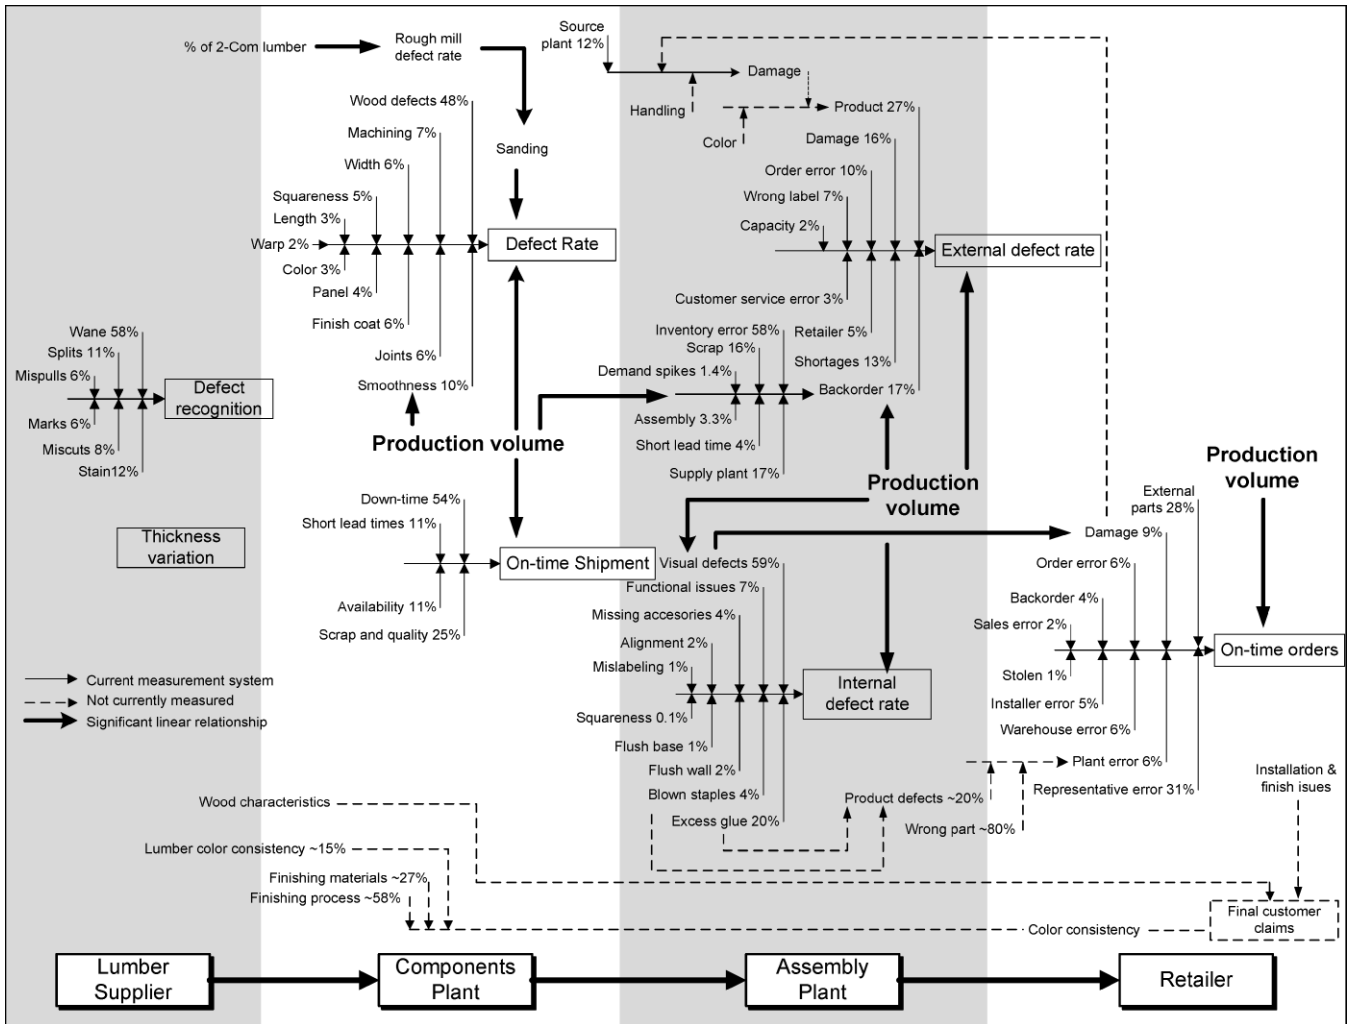 % of 2-Com lumber
Rough mill
defect rate
Sanding
Wood defects 48%
Machining 7%
Width 6%
Squareness 5%
Length 3%
Warp 2%
Color 3%
Panel 4%
Finish coat 6%
Joints 6%
Smoothness 10%
Defect Rate
Source
plant 12%
Damage
Handling
Color
Product 27%
Damage 16%
Order error 10%
Wrong label 7%
Capacity 2%
External defect rate
Customer service error 3%
Retailer 5%
Shortages 13%
Backorder 17%
Inventory error 58%
Scrap 16%
Demand spikes 1.4%
Assembly 3.3%
Short lead time 4%
Supply plant 17%
Wane 58%
Splits 11%
Mispulls 6%
Marks 6%
Miscuts 8%
Stain12%
Defect
recognition
Thickness
variation
Production volume
Down-time 54%
Short lead times 11%
Availability 11%
Scrap and quality 25%
On-time Shipment
Production
volume
Visual defects 59%
Functional issues 7%
Missing accesories 4%
Alignment 2%
Mislabeling 1%
Squareness 0.1%
Flush base 1%
Flush wall 2%
Blown staples 4%
Excess glue 20%
Internal
defect rate
Production
volume
External
parts 28%
Damage 9%
Order error 6%
Backorder 4%
Sales error 2%
Stolen 1%
Installer error 5%
Warehouse error 6%
Plant error 6%
Representative error 31%
On-time orders
Product defects ~20%
Wrong part ~80%
Installation &
finish isues
Current measurement system
Not currently measured
Significant linear relationship
Wood characteristics
Lumber color consistency ~15%
Finishing materials ~27%
Finishing process ~58%
Color consistency
Final customer
claims
Lumber
Supplier
Components
Plant
Assembly
Plant
Retailer